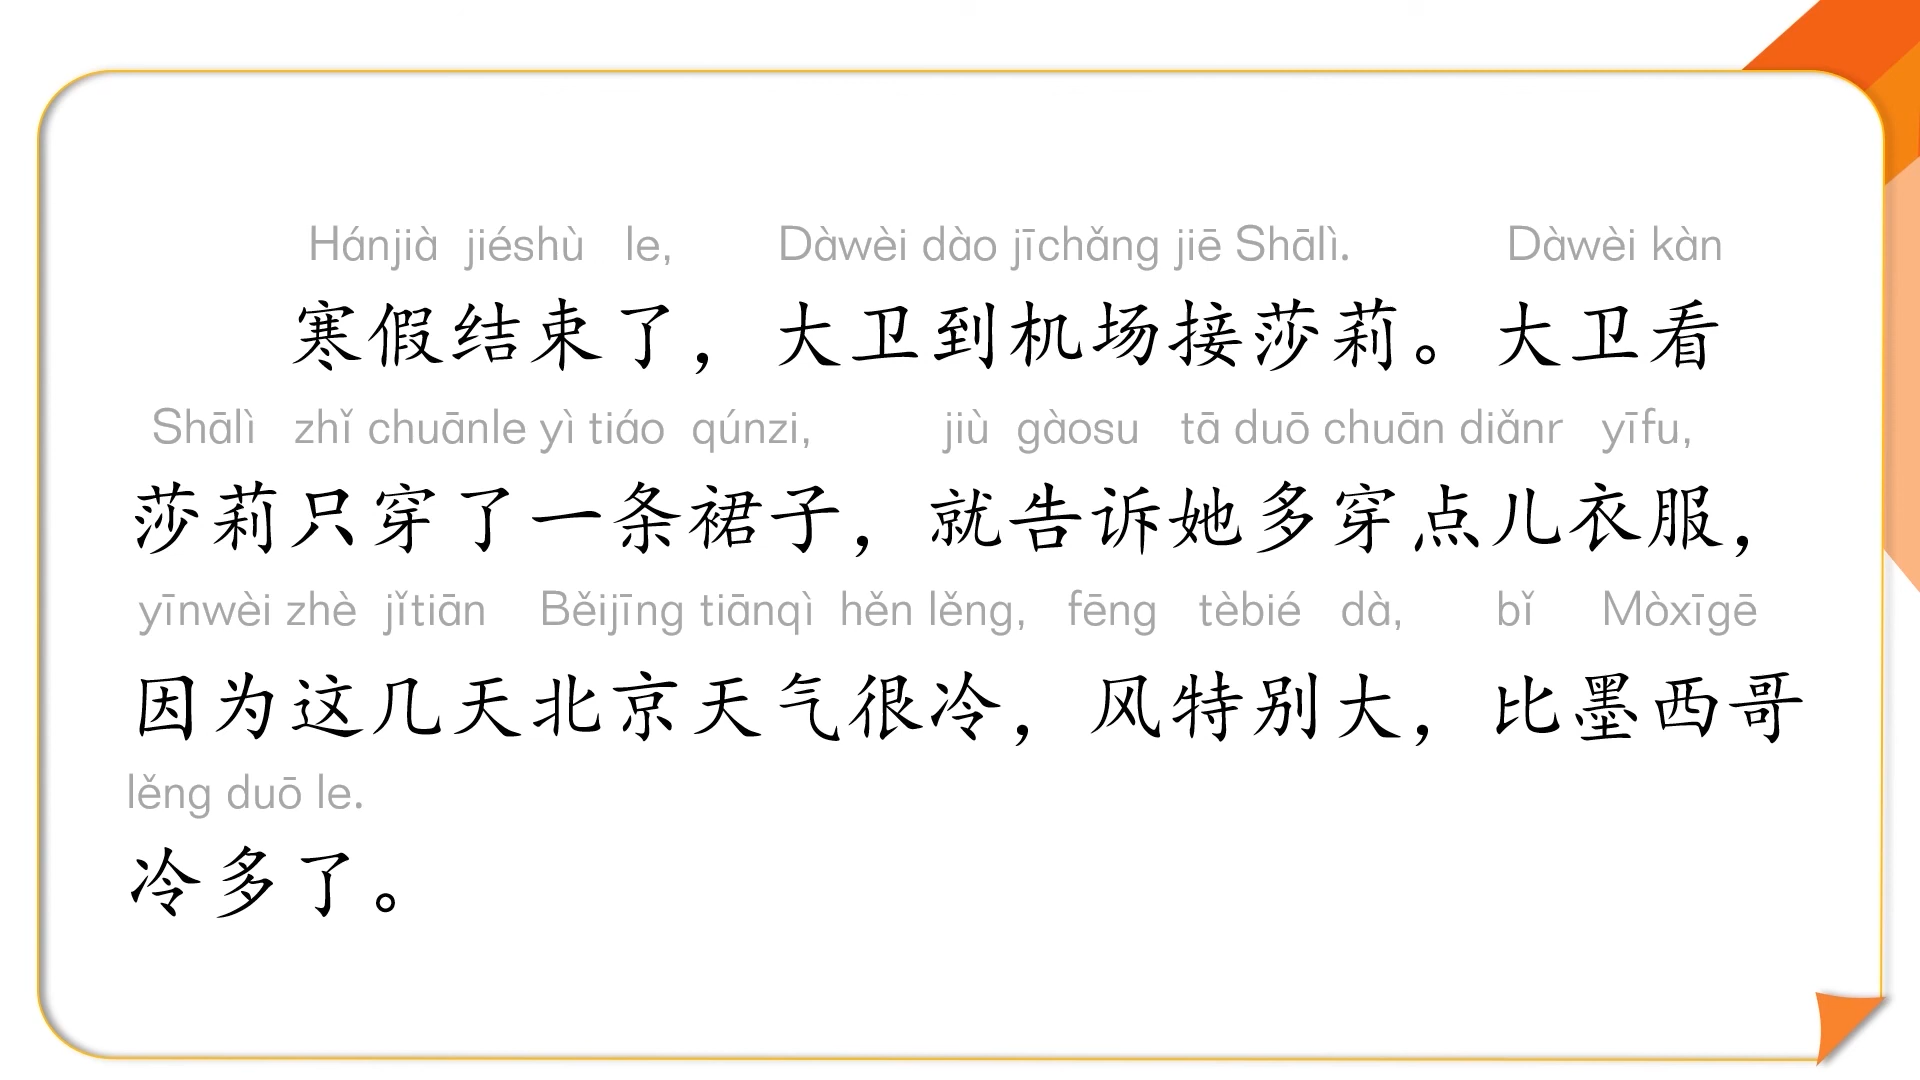 Hánjià jiéshù le, Dàwèi dào jīchǎng jiē Shālì. Dàwèi kàn
寒假结束了，大卫到机场接莎莉。大卫看
Shālì zhǐ chuānle yì tiáo qúnzi, jiù gàosu tā duō chuān diǎnr yīfu,
莎莉只穿了一条裙子，就告诉她多穿点儿衣服，
yīnwèi zhè jǐtiān Běijīng tiānqì hěn lěng, fēng tèbié dà, bǐ Mòxīgē
因为这几天北京天气很冷，风特别大，比墨西哥
lěng duō le.
冷多了。